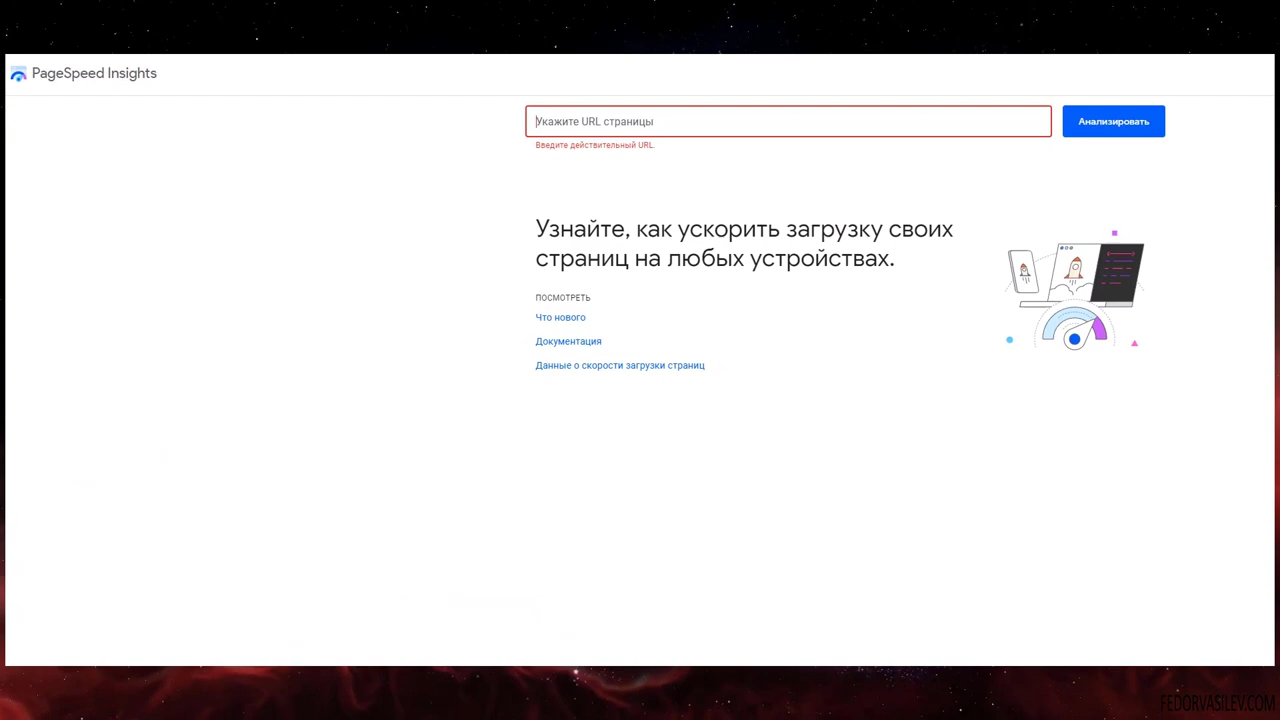 PageSpeed Insights
Укажите URL страницы
Анализировать
Введите действительный URL.
Узнайте, как ускорить загрузку своих
страниц на любых устройствах.
ПОСМОТРЕТЬ
Что нового
Документация
Данные о скорости загрузки страниц
FEDORVASILEV.COM